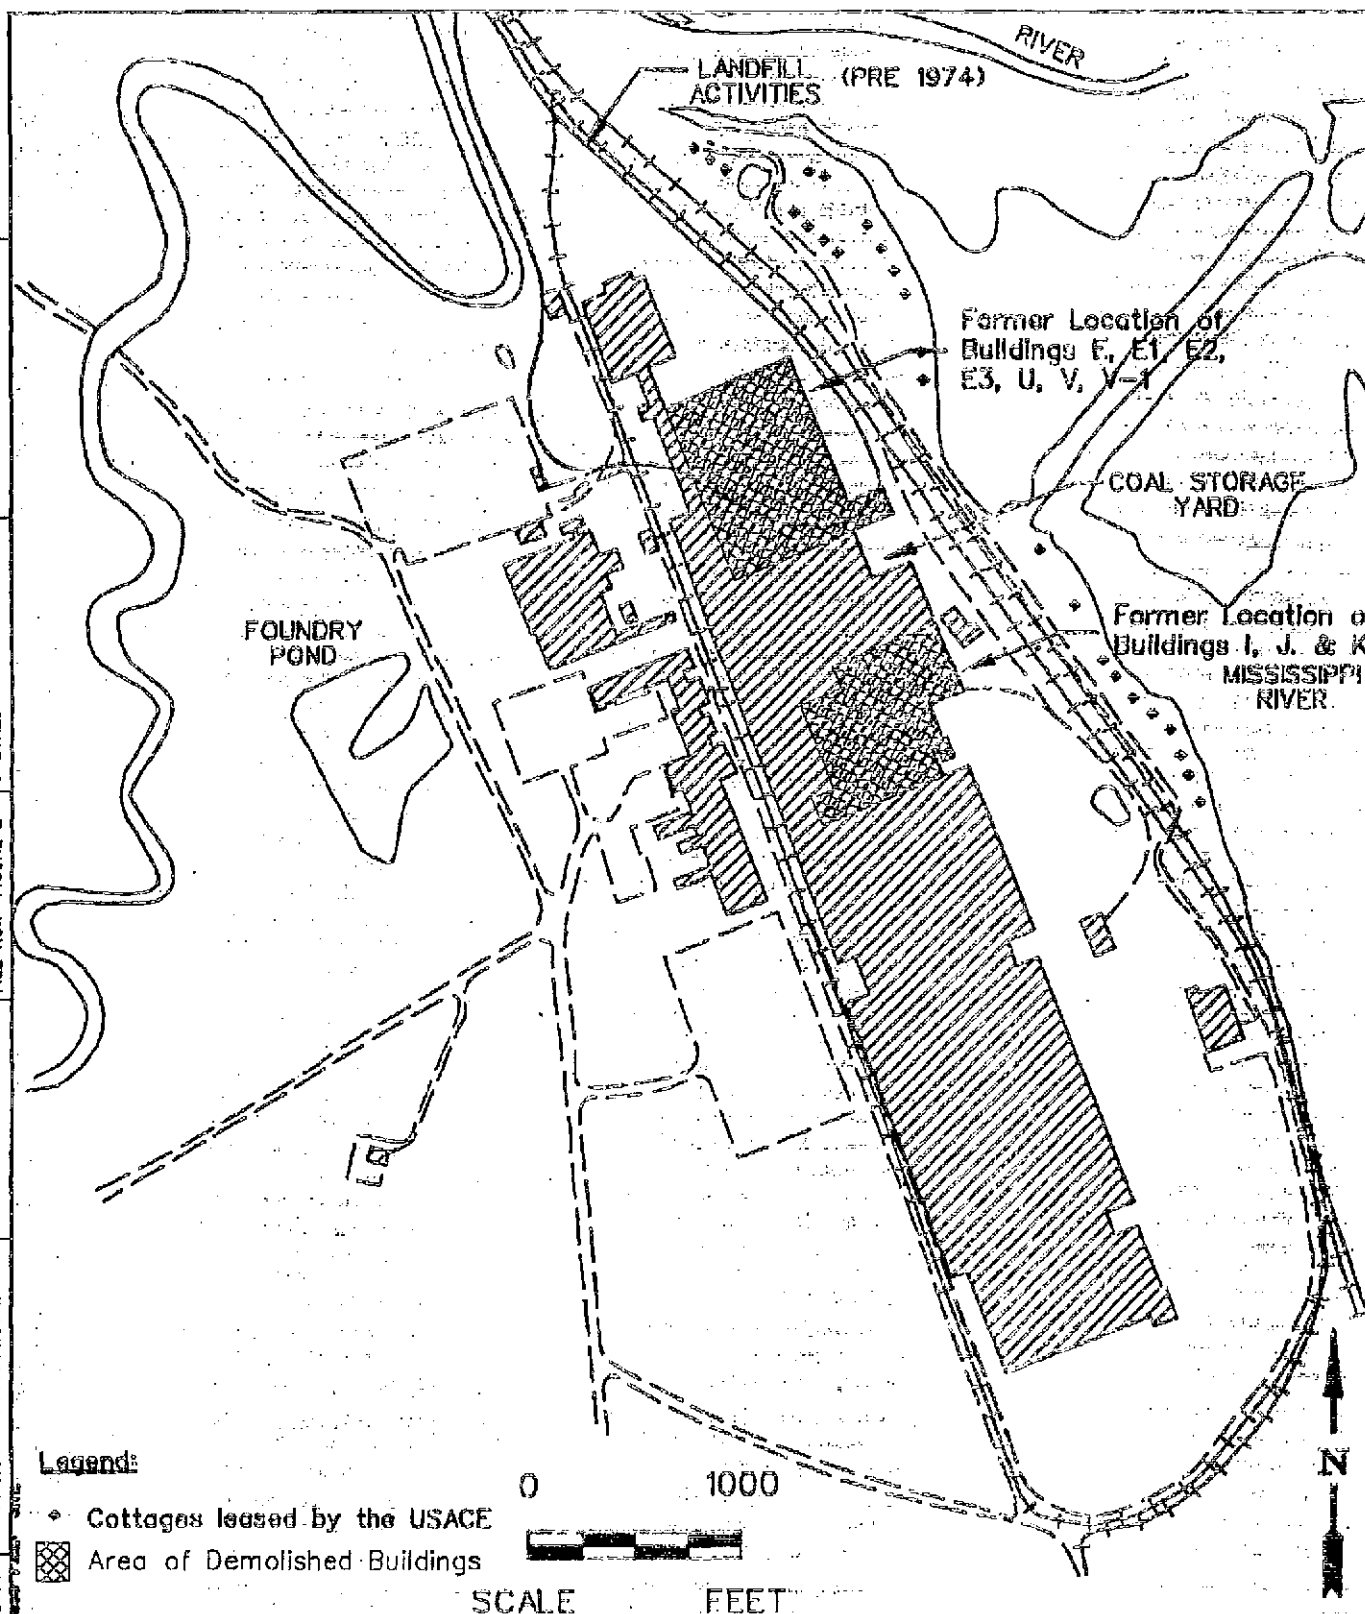 RIVER
LANDFILL (PRE 1974)
ACTIVITIES
Former Location of
Buildings F, E1, E2,
E3, U, V, V-1
COAL STORAGE
YARD
FOUNDRY
POND
Former Location o
Buildings I, J. & K
MISSISSIPPI
RIVER
Legend:
Cottages leased by the USACE
Area of Demolished Buildings
0 1000
SCALE FEET
N